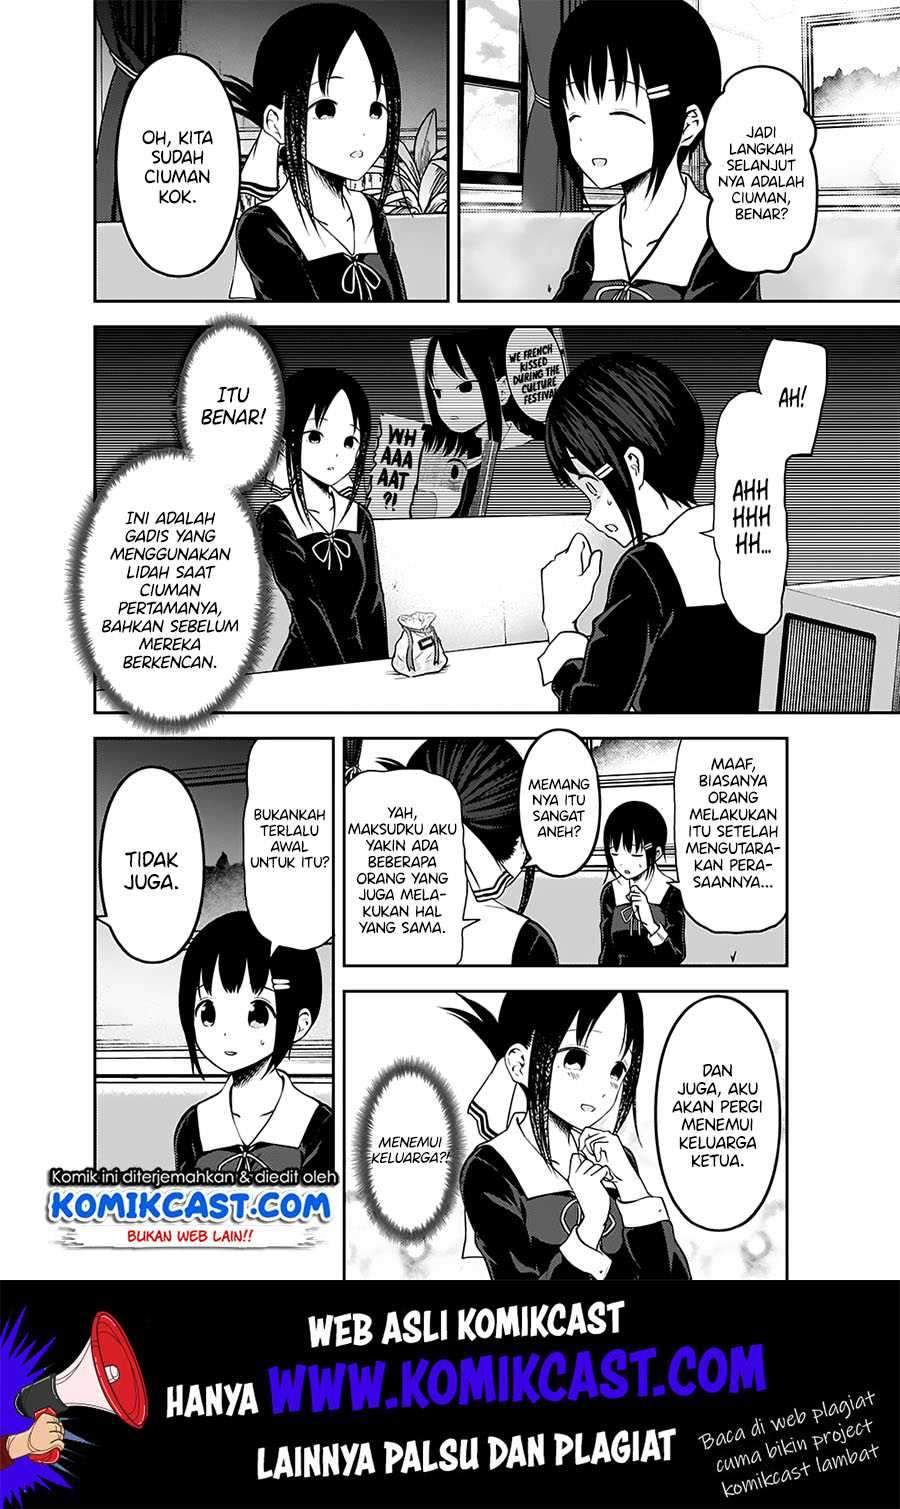 JADI
LANGKAH
SELANJUT
NYA ADALAH
CIUMAN,
BENAR?
OH, KITA
SUDAH
CIUMAN
KOK.
AH!
AHH
HHH
HH...
WE FRENCH
KISSED
DURING THE
CULTURE
FESTIVAL
WH
AAA
AAT
?!
ITU
BENAR!
INI ADALAH
GADIS YANG
MENGGUNAKAN
LIDAH SAAT
CIUMAN
PERTAMANYA,
BAHKAN SEBELUM
MEREKA
BERKENCAN.
MAAF,
BIASANYA
ORANG
MELAKUKAN
ITU SETELAH
MENGUTARA-
KAN PERA-
SAANNYA...
MEMANG
NYA ITU
SANGAT
ANEH?
YAH,
MAKSUDKU AKU
YAKIN ADA
BEBERAPA
ORANG YANG
JUGA MELA-
KUKAN HAL
YANG SAMA.
BUKANKAH
TERLALU
AWAL
UNTUK ITU?
TIDAK
JUGA.
DAN
JUGA, AKU
AKAN PERGI
MENEMUI
KELUARGA
KETUA.
MENEMUI
KELUARGA?!
Komik ini diterjemahkan & diedit oleh
KOMIKCAST.COM
BUKAN WEB LAIN!!
WEB ASLI KOMIKCAST
HANYA WWW.KOMIKCAST.COM
LAINNYA PALSU DAN PLAGIAT
Baca di web plagiat
cuma bikin project
komikcast lambat